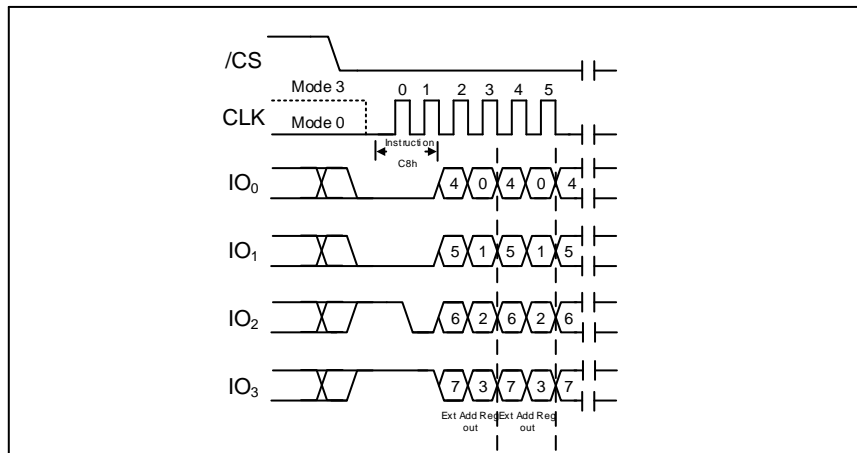 /CS
Mode 3
0 1 2 3 4 5
CLK
Mode 0
Instruction
C8h
IO0
4 0 4 0 4
IO1
5 1 5 1 5
IO2
6 2 6 2 6
IO3
7 3 7 3 7
Ext Add Reg Ext Add Reg
out out